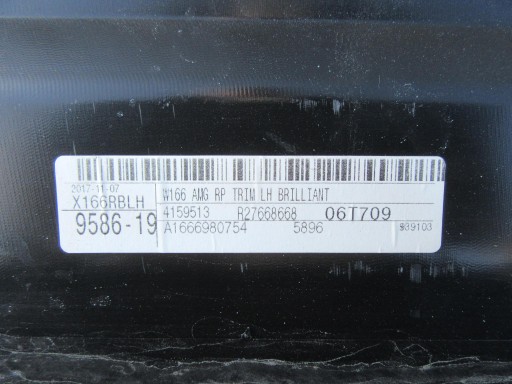 2017-11-07
X166RBLH
9586-19
W166 AMG RP TRIM LH BRILLIANT
4159513 R27668668 06T709
A1666980754 5896 939103